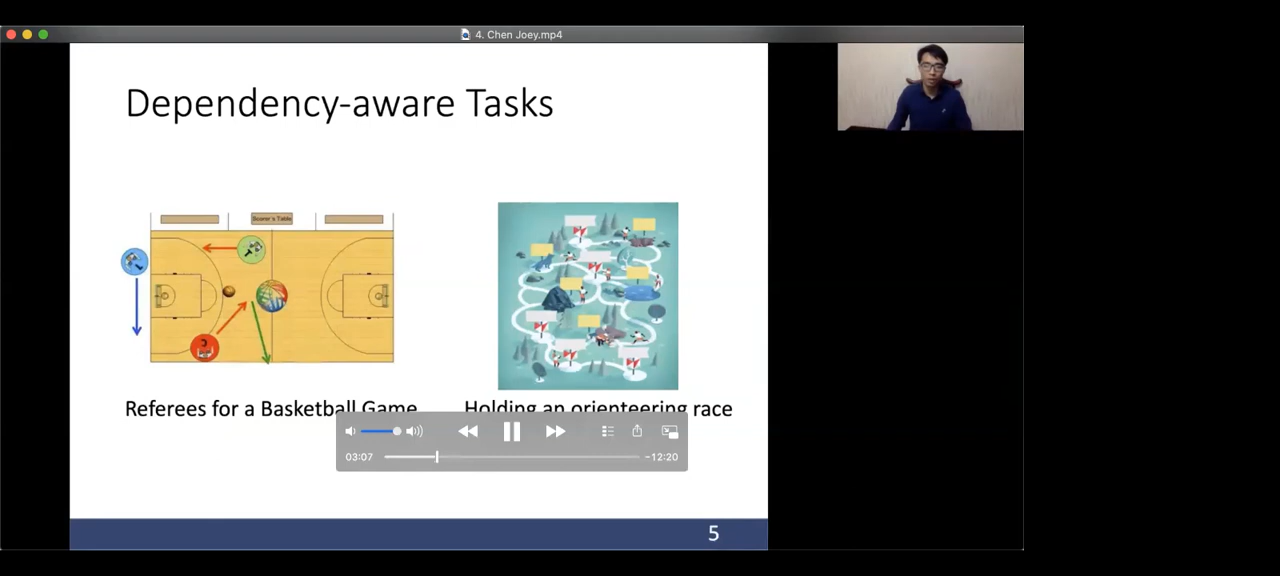 4. Chen Joey.mp4
Dependency-aware Tasks
Scorer's Table
Referees for a Basketball Game
Holding an orienteering race
03:07
-12:20
5